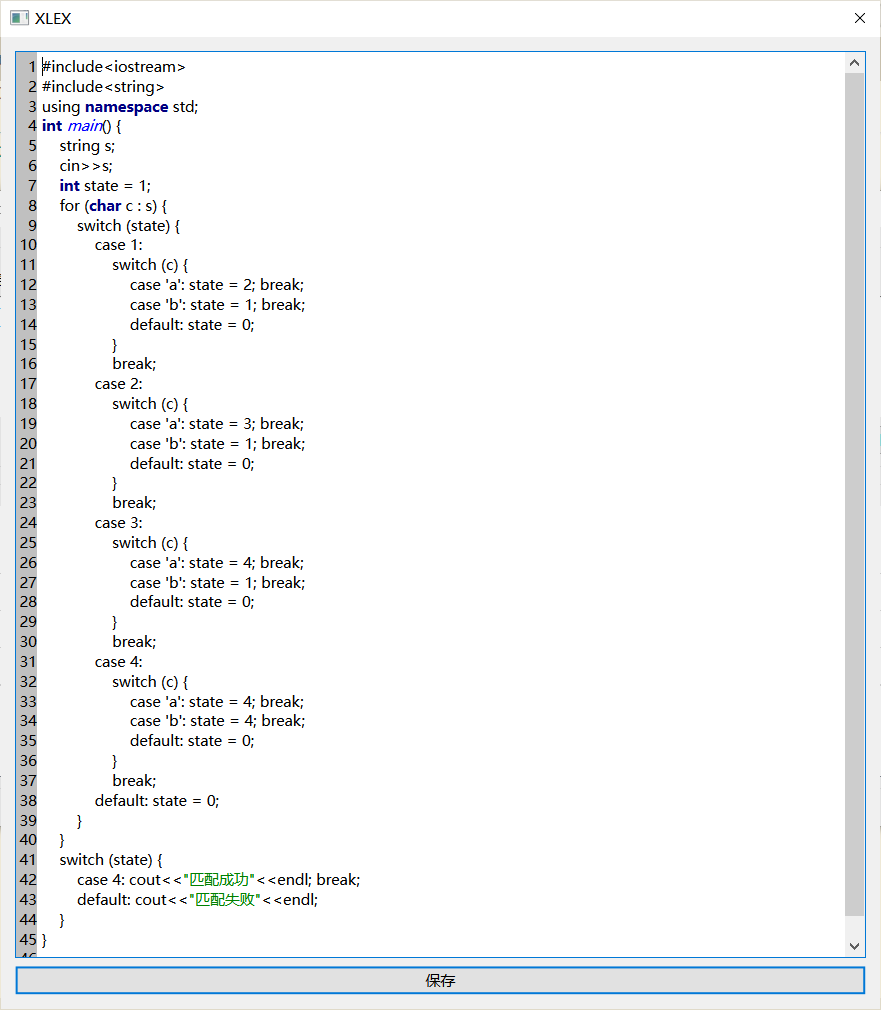 XLEX
1 #include<iostream>
2 #include<string>
3 using namespace std;
4 int main() {
5 string s;
6 cin>>s;
7 int state = 1;
8 for (char c : s) {
9 switch (state) {
10 case 1:
11 switch (c) {
12 case 'a': state = 2; break;
13 case 'b': state = 1; break;
14 default: state = 0;
15 }
16 break;
17 case 2:
18 switch (c) {
19 case 'a': state = 3; break;
20 case 'b': state = 1; break;
21 default: state = 0;
22 }
23 break;
24 case 3:
25 switch (c) {
26 case 'a': state = 4; break;
27 case 'b': state = 1; break;
28 default: state = 0;
29 }
30 break;
31 case 4:
32 switch (c) {
33 case 'a': state = 4; break;
34 case 'b': state = 4; break;
35 default: state = 0;
36 }
37 break;
38 default: state = 0;
39 }
40 }
41 switch (state) {
42 case 4: cout<<"匹配成功"<<endl; break;
43 default: cout<<"匹配失败"<<endl;
44 }
45 }
保存